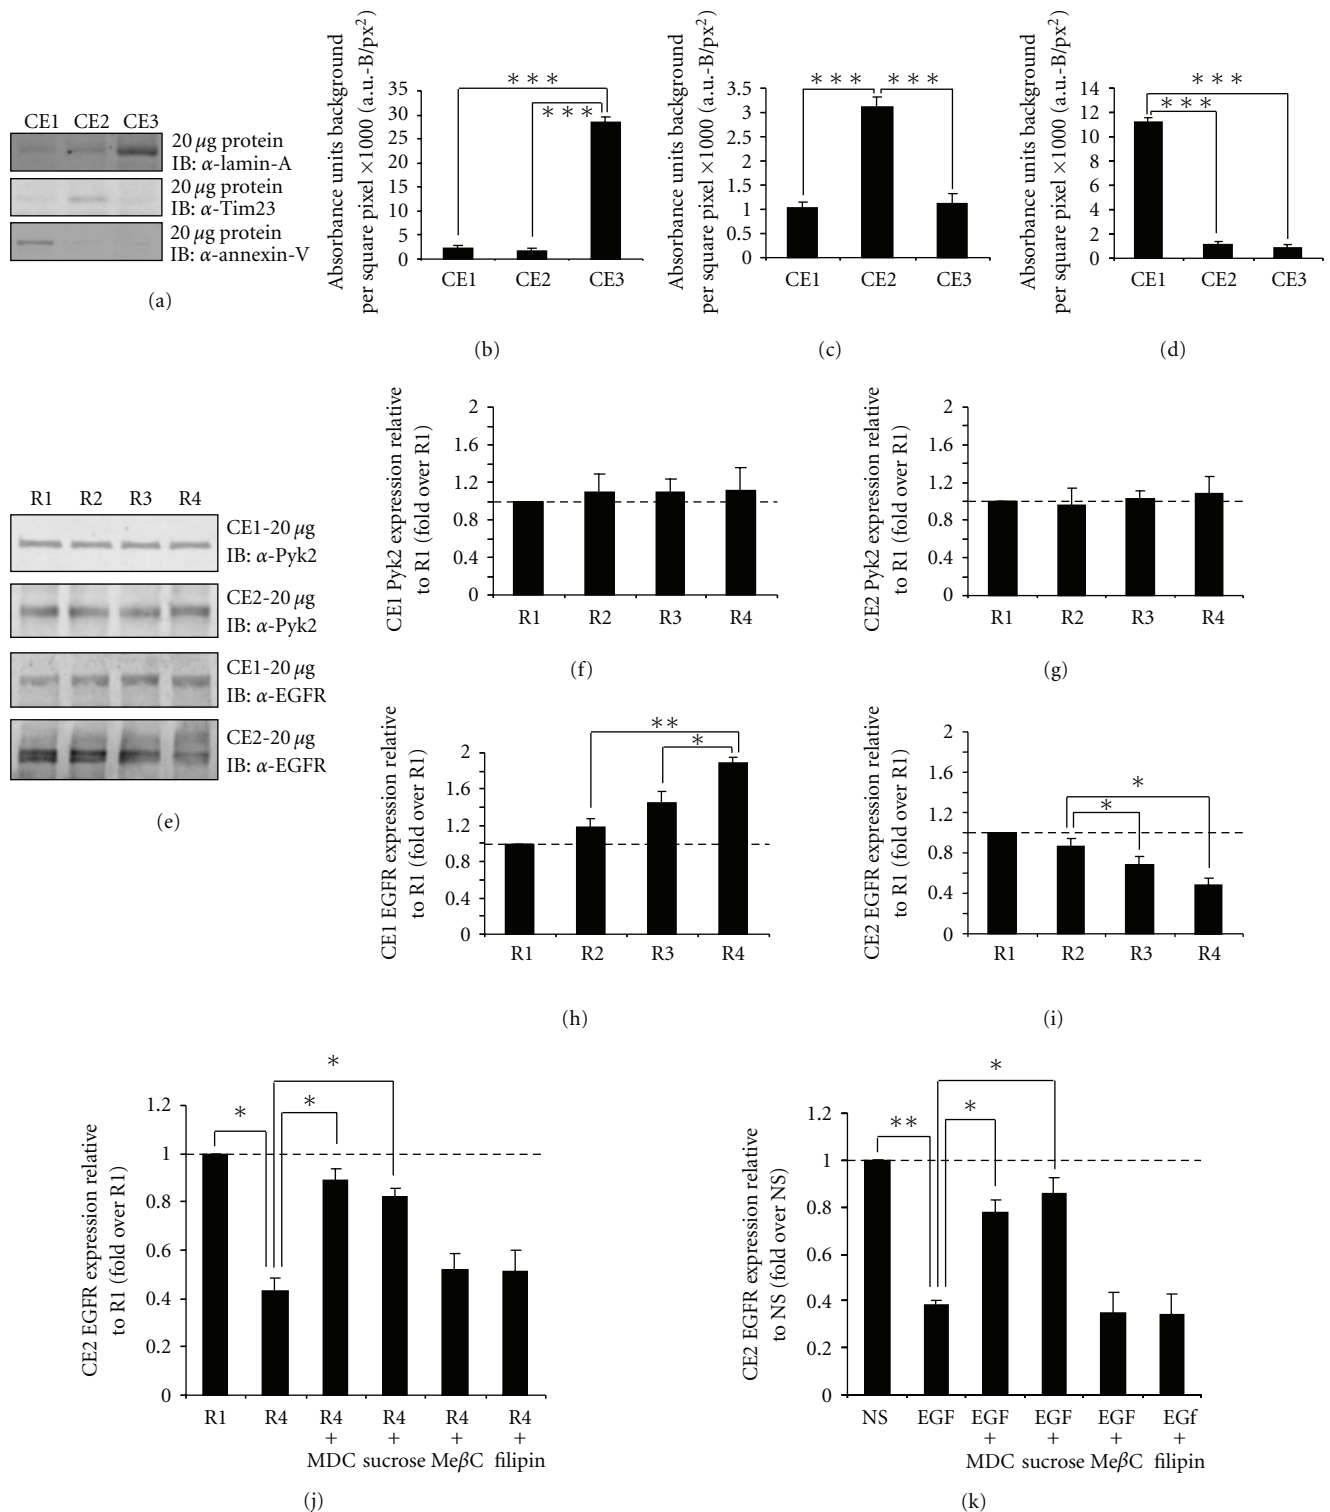 CE1 CE2 CE3
20 μg protein
IB: α-lamin-A
20 μg protein
IB: α-Tim23
20 μg protein
IB: α-annexin-V
(a)
Absorbance units background
per square pixel ×1000 (a.u.-B/px²)
35
30
25
20
15
10
5
0
∗∗∗
∗∗∗
CE1 CE2 CE3
(b)
Absorbance units background
per square pixel ×1000 (a.u.-B/px²)
3.5
3
2.5
2
1.5
1
0.5
0
∗∗∗ ∗∗∗
CE1 CE2 CE3
(c)
Absorbance units background
per square pixel ×1000 (a.u.-B/px²)
14
12
10
8
6
4
2
0
∗∗∗
∗∗∗
CE1 CE2 CE3
(d)
R1 R2 R3 R4
CE1-20 μg
IB: α-Pyk2
CE2-20 μg
IB: α-Pyk2
CE1-20 μg
IB: α-EGFR
CE2-20 μg
IB: α-EGFR
(e)
CE1 Pyk2 expression relative
to R1 (fold over R1)
2
1.6
1.2
0.8
0.4
0
R1 R2 R3 R4
(f)
CE2 Pyk2 expression relative
to R1 (fold over R1)
2
1.6
1.2
0.8
0.4
0
R1 R2 R3 R4
(g)
CE1 EGFR expression relative
to R1 (fold over R1)
2
1.6
1.2
0.8
0.4
0
∗∗
∗
R1 R2 R3 R4
(h)
CE2 EGFR expression relative
to R1 (fold over R1)
2
1.6
1.2
0.8
0.4
0
∗
∗
R1 R2 R3 R4
(i)
CE2 EGFR expression relative
to R1 (fold over R1)
1.2
1
0.8
0.6
0.4
0.2
0
∗
∗ ∗
R1 R4 R4 R4 R4 R4
+ + + +
MDC sucrose MeβC filipin
(j)
CE2 EGFR expression relative
to NS (fold over NS)
1.2
1
0.8
0.6
0.4
0.2
0
∗
∗∗ ∗
NS EGF EGF EGF EGF EGf
+ + + +
MDC sucrose MeβC filipin
(k)